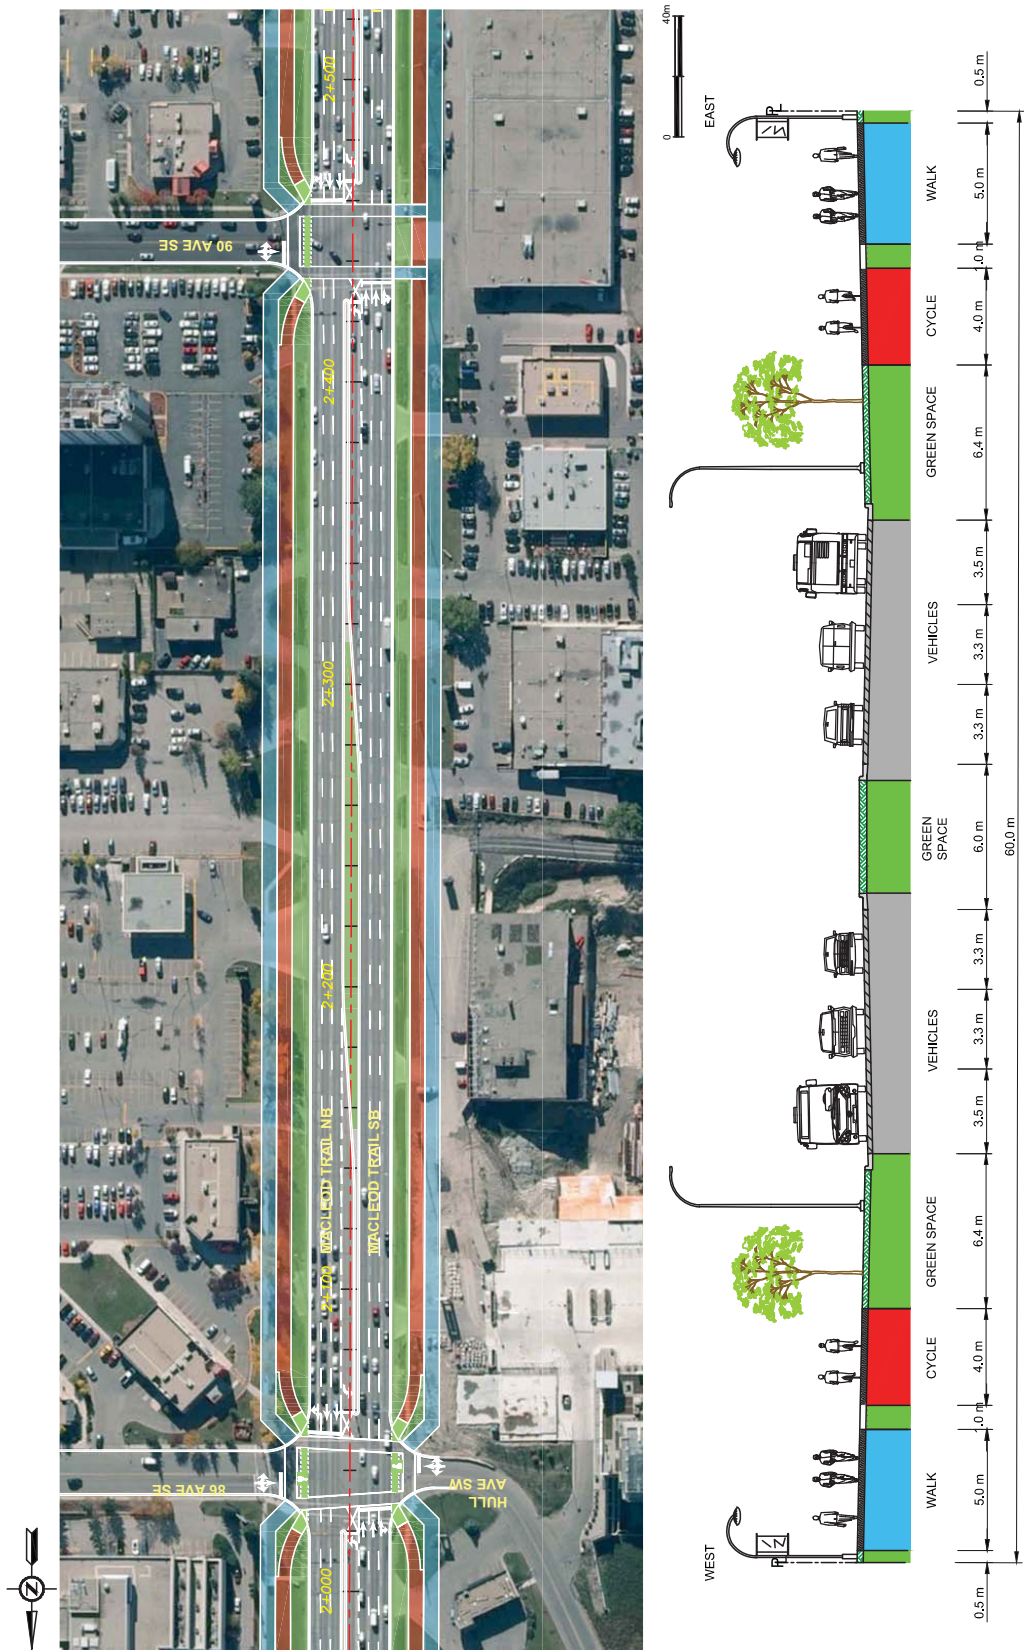 40m
0
2+500
90 AVE SE
2+400
2+300
2+200
MACLEOD TRAIL NB
MACLEOD TRAIL SB
2+100
86 AVE SE
HULL
AVE SW
2+000
Z
EAST
PL
WALK
CYCLE
GREEN SPACE
VEHICLES
GREEN
SPACE
VEHICLES
GREEN SPACE
CYCLE
WALK
WEST
PL
0.5 m
5.0 m
1.0 m
4.0 m
6.4 m
3.5 m
3.3 m
3.3 m
6.0 m
3.3 m
3.3 m
3.5 m
6.4 m
4.0 m
1.0 m
5.0 m
0.5 m
60.0 m